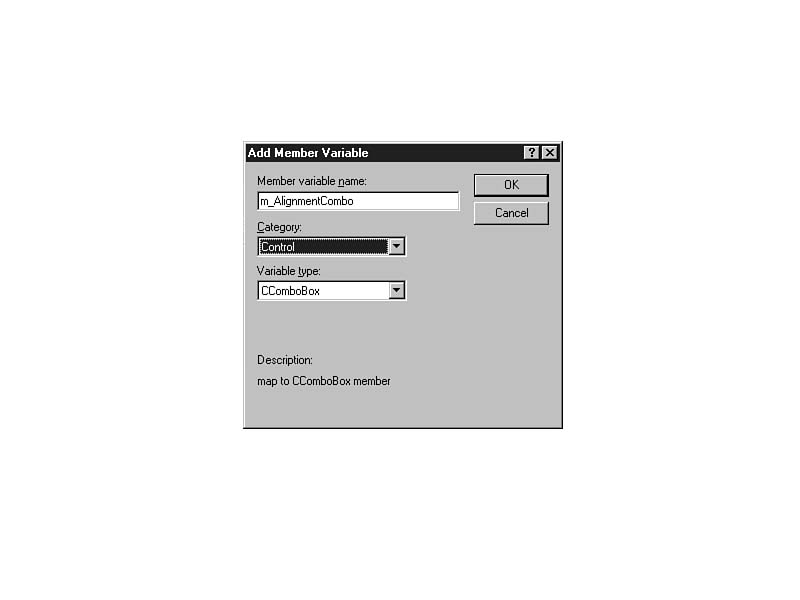 Add Member Variable
Member variable name:
m_AlignmentCombo
OK
Cancel
Category:
Control
Variable type:
CComboBox
Description:
map to CComboBox member